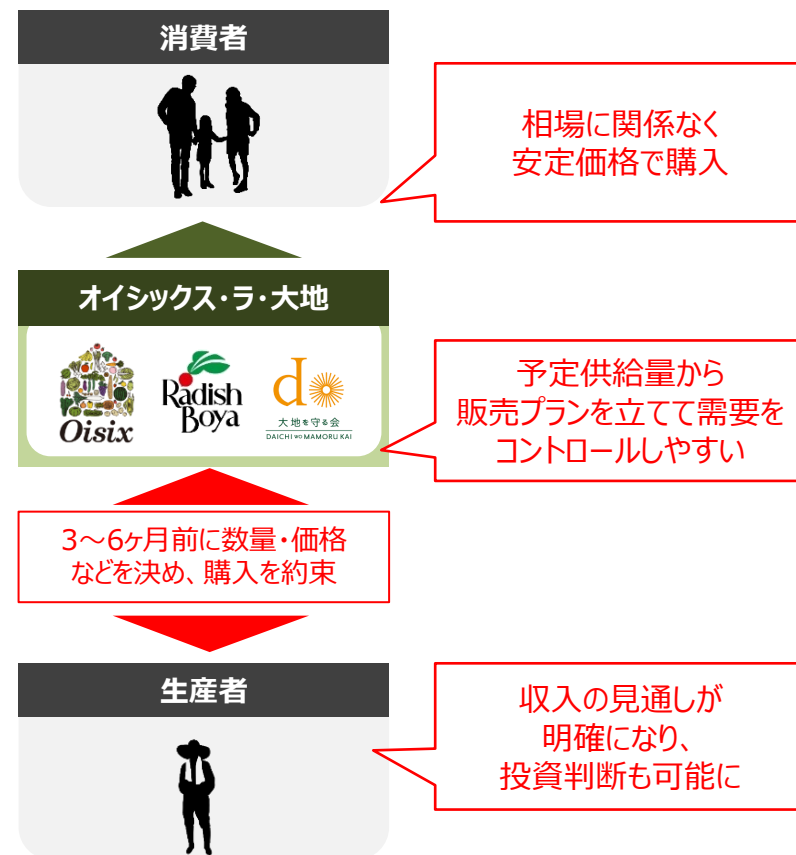 消費者
相場に関係なく
安定価格で購入
オイシックス・ラ・大地
Oisix
Radish
Boya
do
大地を守る会
DAICHI WO MAMORU KAI
予定供給量から
販売プランを立てて需要を
コントロールしやすい
3～6ヶ月前に数量・価格
などを決め、購入を約束
生産者
収入の見通しが
明確になり、
投資判断も可能に